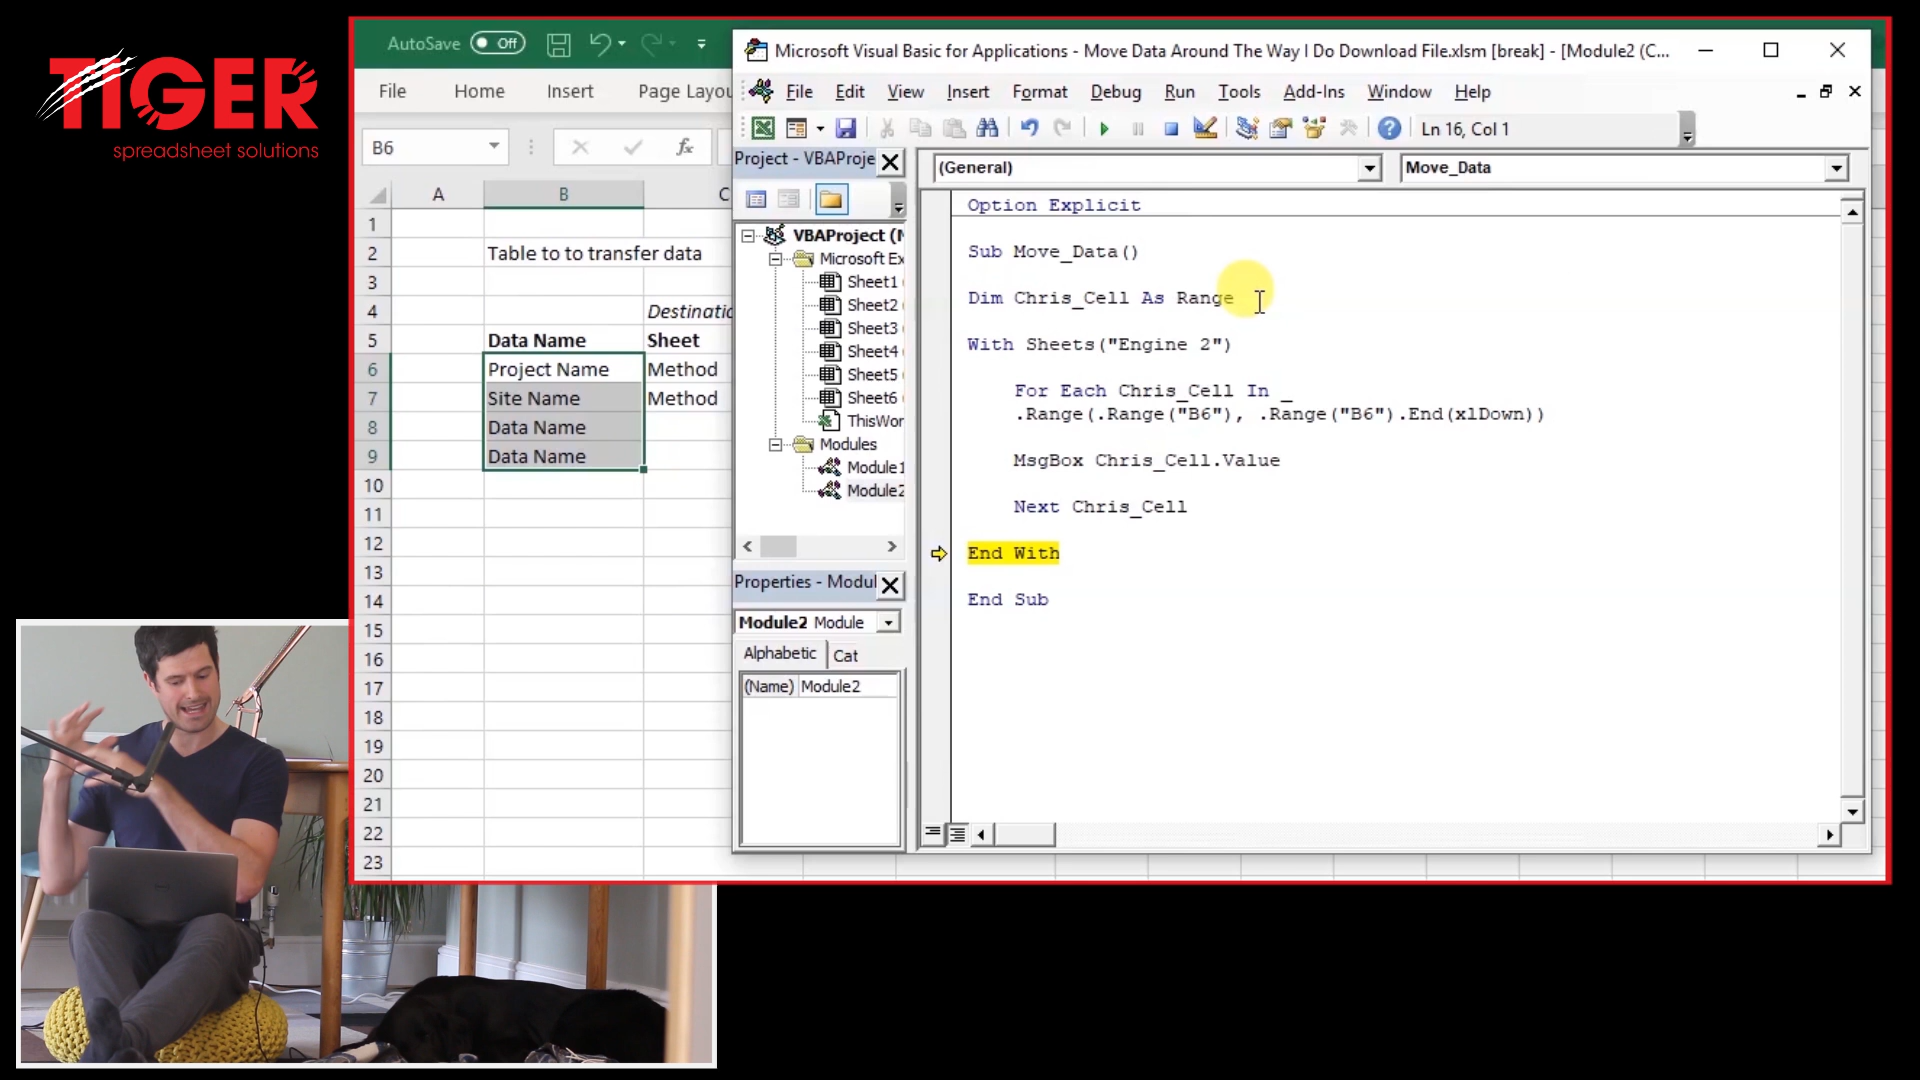 TIGER
spreadsheet solutions
AutoSave Off
File Home Insert Page Layou
B6
fx
A B C
1
2 Table to to transfer data
3
4 Destinatio
5 Data Name Sheet
6 Project Name Method
7 Site Name Method
8 Data Name
9 Data Name
10
11
12
13
14
15
16
17
18
19
20
21
22
23
Microsoft Visual Basic for Applications - Move Data Around The Way I Do Download File.xlsm [break] - [Module2 (C...
File Edit View Insert Format Debug Run Tools Add-Ins Window Help
Ln 16, Col 1
Project - VBAProje
VBAProject (
Microsoft Ex
Sheet1
Sheet2
Sheet3
Sheet4
Sheet5
Sheet6
ThisWor
Modules
Module1
Module2
Properties - Modul
Module2 Module
Alphabetic Cat
(Name) Module2
(General) Move_Data
Option Explicit
Sub Move_Data()
Dim Chris_Cell As Range
With Sheets("Engine 2")
For Each Chris_Cell In _
.Range(.Range("B6"), .Range("B6").End(xlDown))
MsgBox Chris_Cell.Value
Next Chris_Cell
End With
End Sub